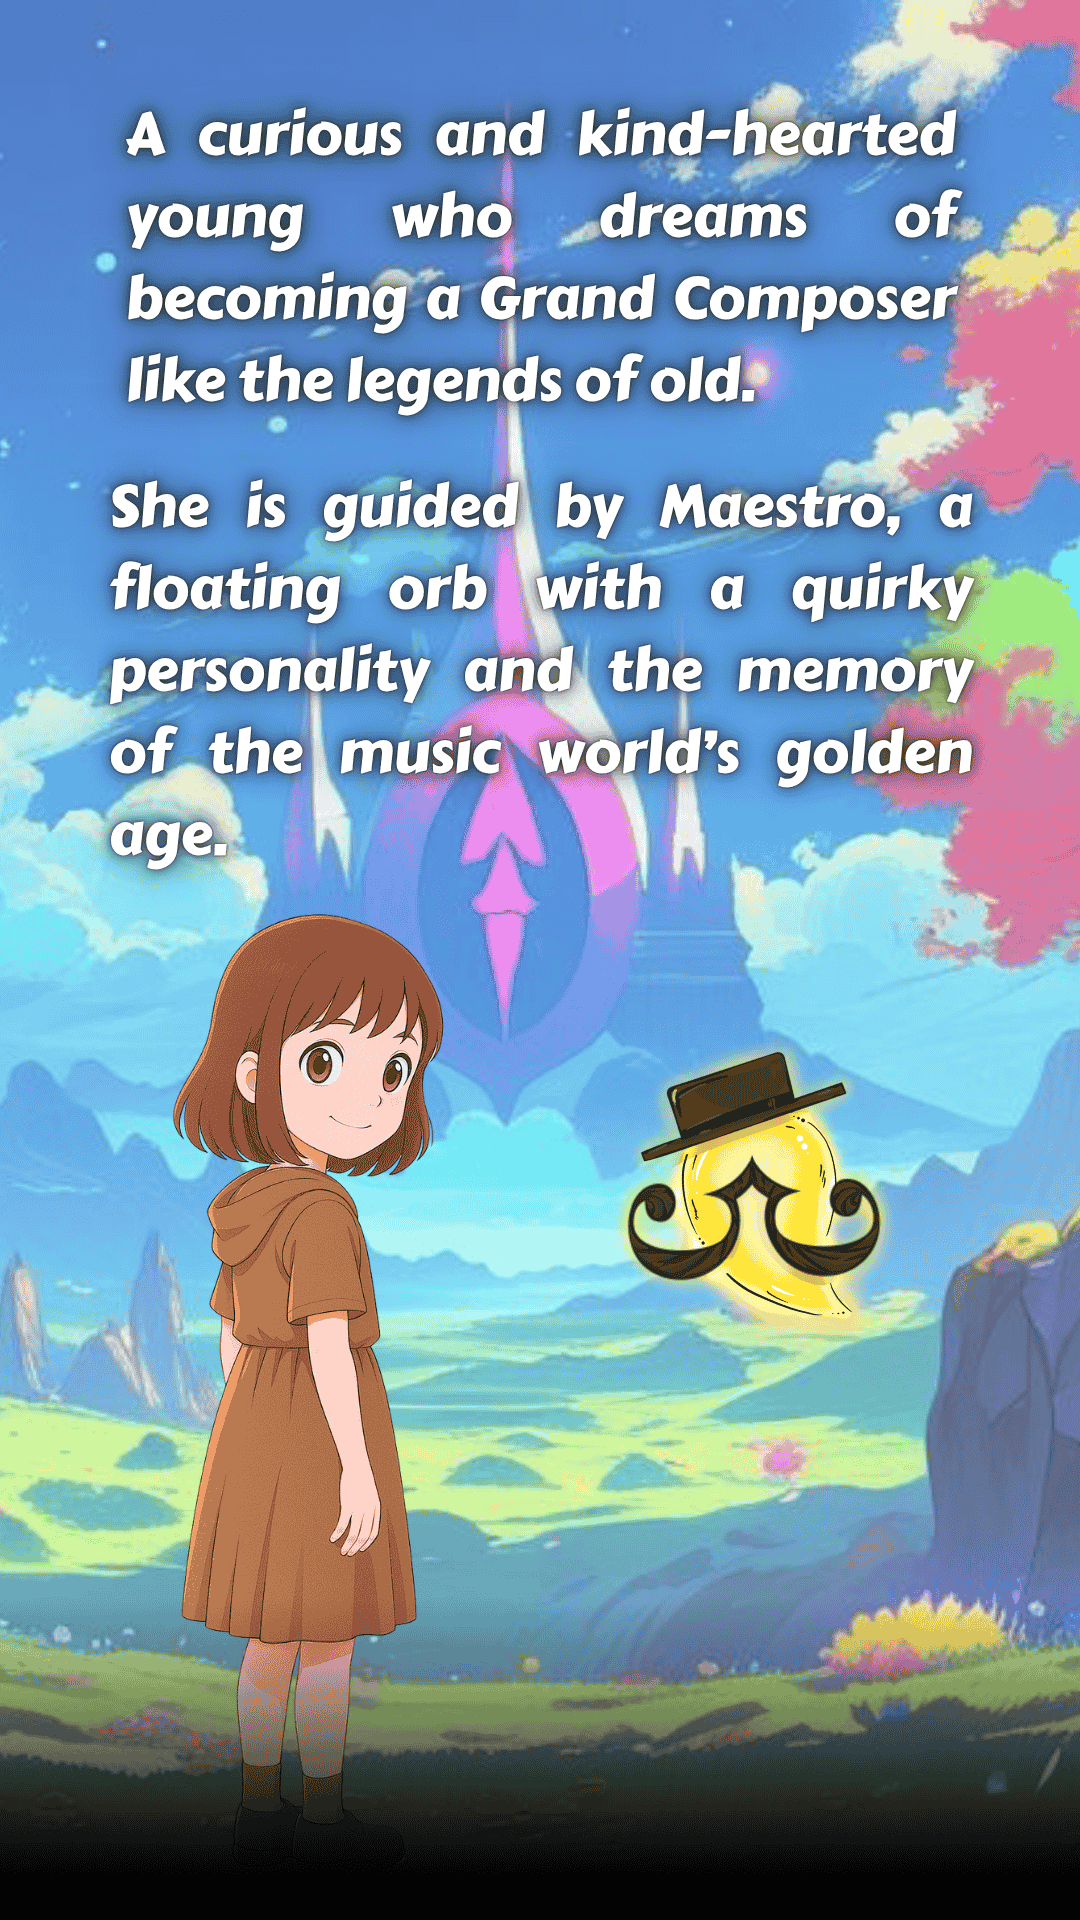 A curious and kind-hearted
young who dreams of
becoming a Grand Composer
like the legends of old.
She is guided by Maestro, a
floating orb with a quirky
personality and the memory
of the music world’s golden
age.